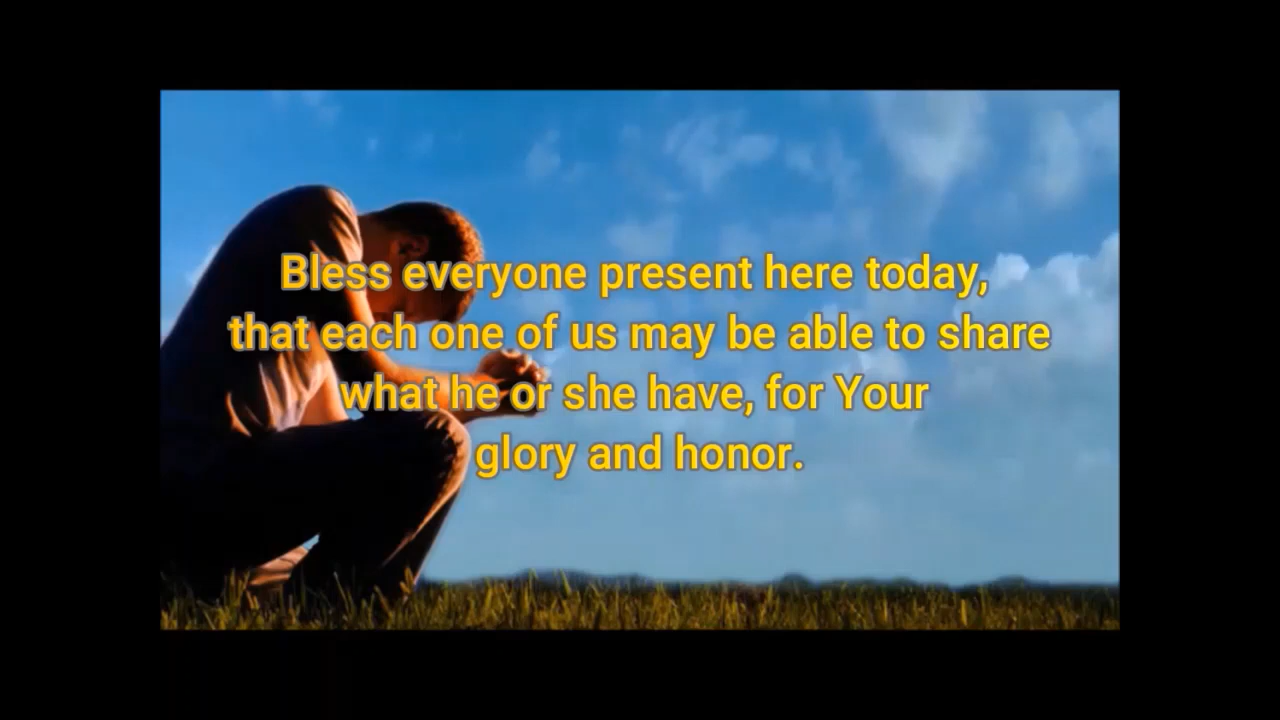 Bless everyone present here today,
that each one of us may be able to share
what he or she have, for Your
glory and honor.